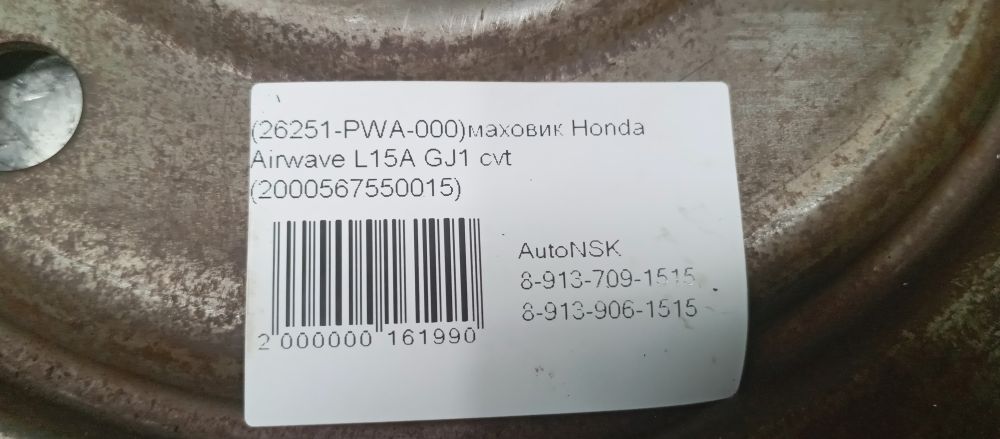 (26251-PWA-000)маховик Honda
Airwave L15A GJ1 cvt
(2000567550015)
AutoNSK
8-913-709-1515
8-913-906-1515
2 000000 161990